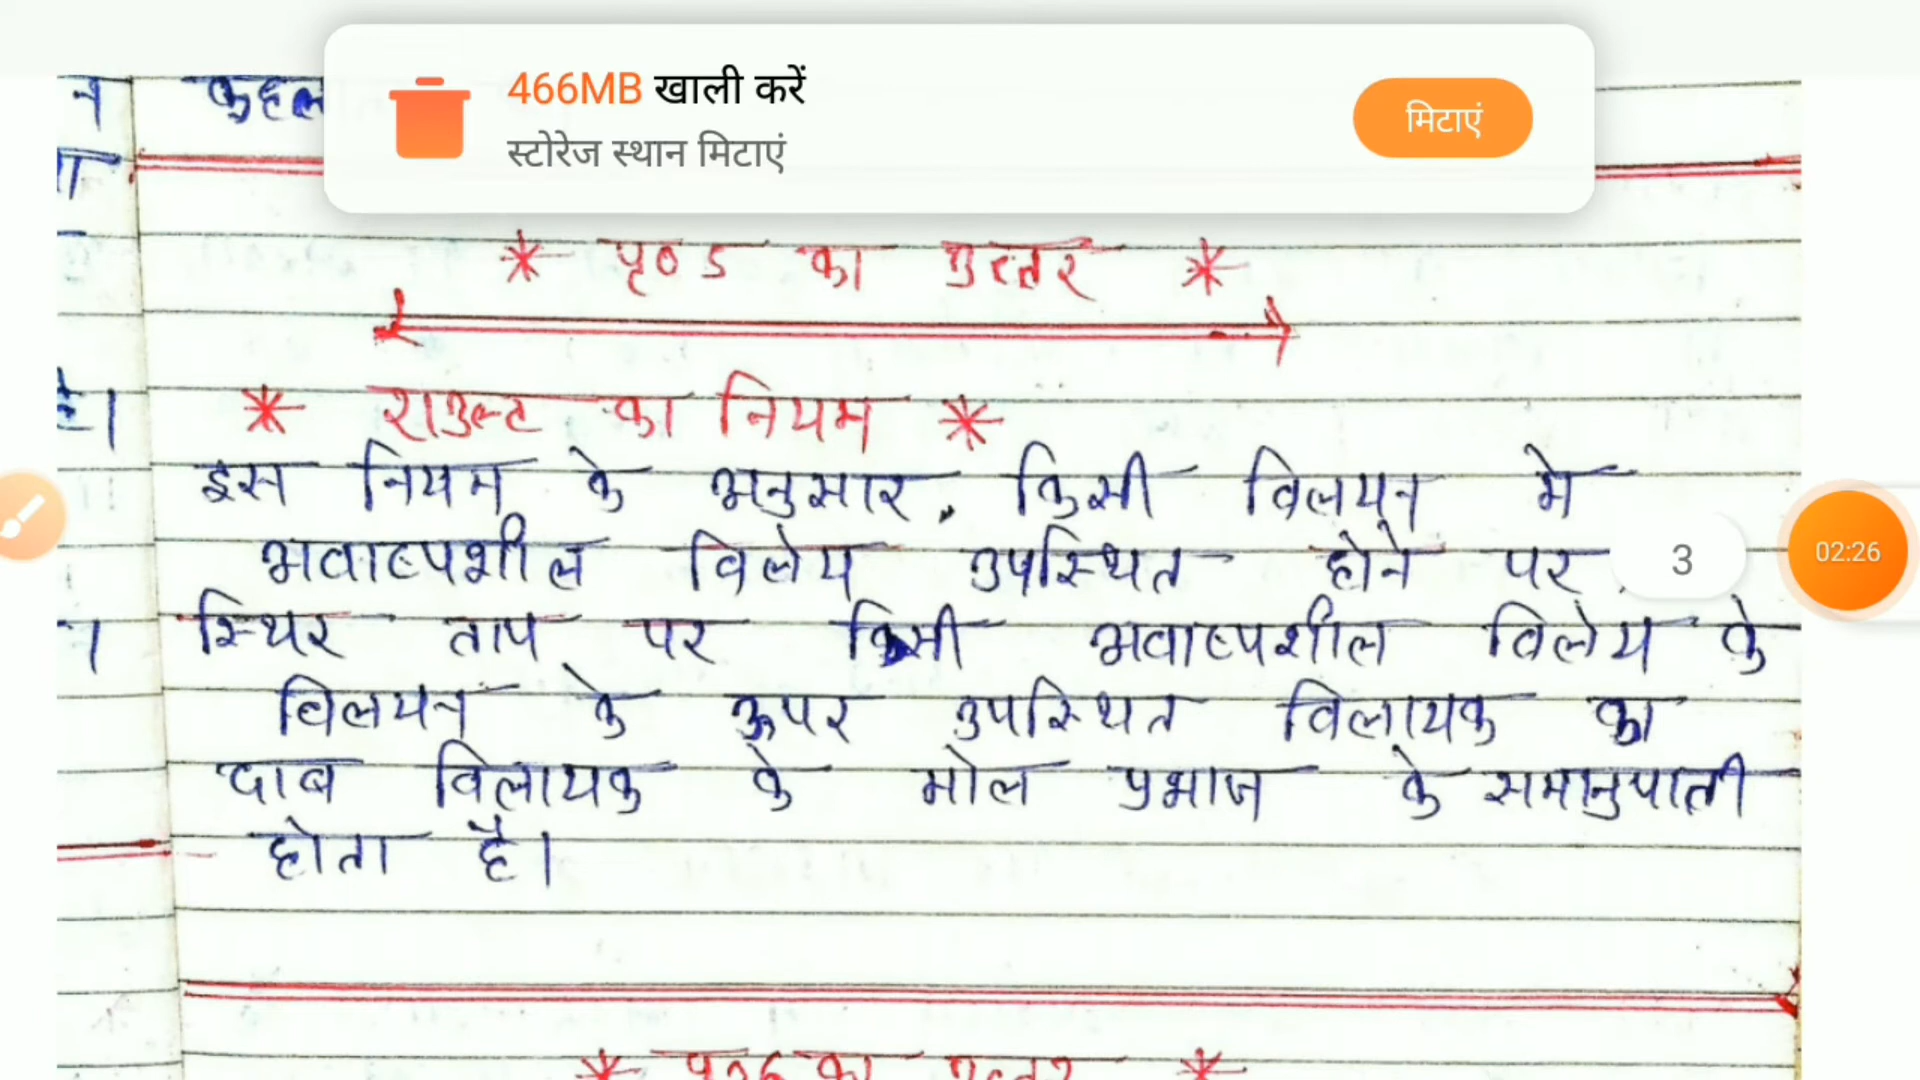 466MB खाली करें
स्टोरेज स्थान मिटाएं
मिटाएं
न
* पृ0 5 का उत्तर *
* राउल्ट का नियम *
है।
इस नियम के अनुसार, किसी विलयन मे
अवाष्पशील विलेय उपस्थित होने पर
3
02:26
स्थिर ताप पर किसी अवाष्पशील विलेय के
विलयन के ऊपर उपस्थित विलायक का
दाब विलायक के मोल प्रभाज के समानुपाती
होता है।